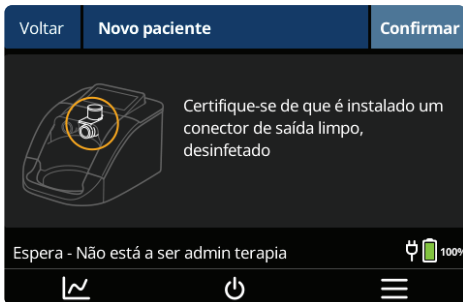 Voltar Novo paciente Confirmar
Certifique-se de que é instalado um
conector de saída limpo,
desinfetado
Espera - Não está a ser admin terapia 100%